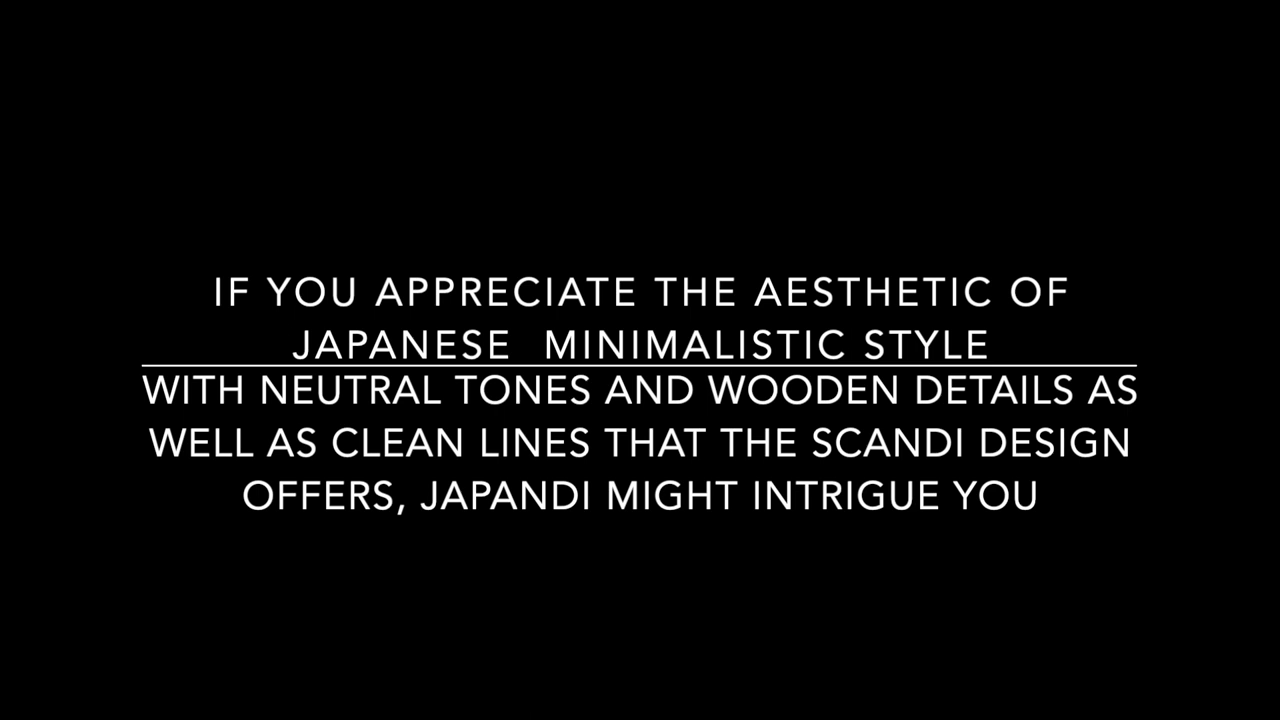 IF YOU APPRECIATE THE AESTHETIC OF
JAPANESE  MINIMALISTIC STYLE
WITH NEUTRAL TONES AND WOODEN DETAILS AS
WELL AS CLEAN LINES THAT THE SCANDI DESIGN
OFFERS, JAPANDI MIGHT INTRIGUE YOU